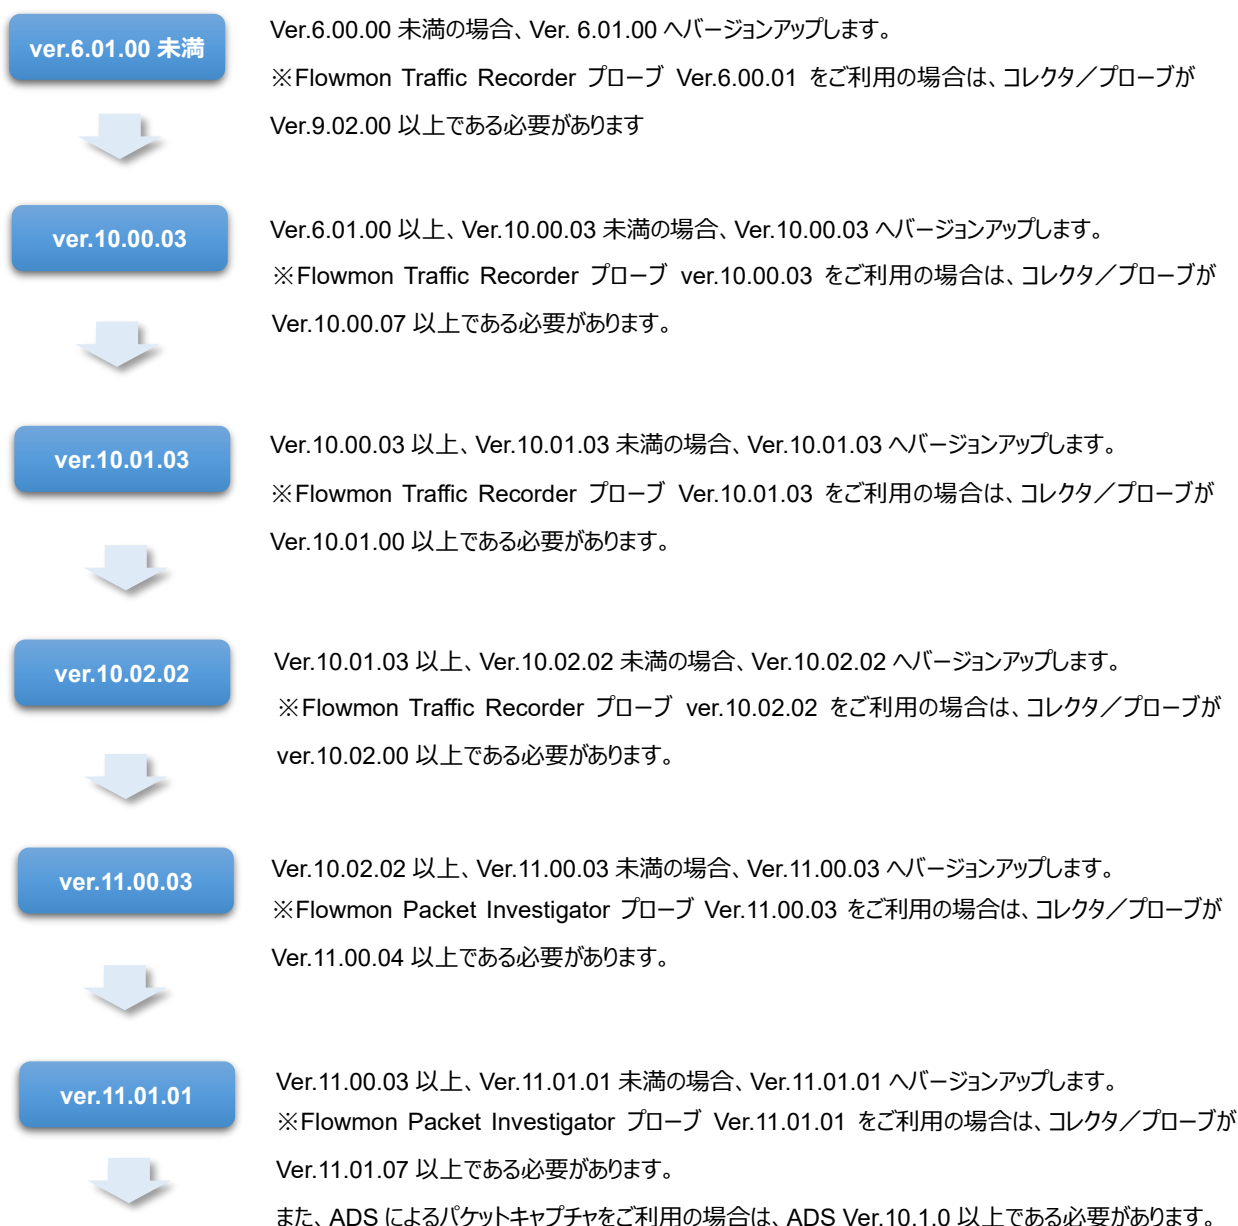 ver.6.01.00 未満
Ver.6.00.00 未満の場合、Ver. 6.01.00 へバージョンアップします。
※Flowmon Traffic Recorder プローブ Ver.6.00.01 をご利用の場合は、コレクタ／プローブが
Ver.9.02.00 以上である必要があります
ver.10.00.03
Ver.6.01.00 以上、Ver.10.00.03 未満の場合、Ver.10.00.03 へバージョンアップします。
※Flowmon Traffic Recorder プローブ ver.10.00.03 をご利用の場合は、コレクタ／プローブが
Ver.10.00.07 以上である必要があります。
ver.10.01.03
Ver.10.00.03 以上、Ver.10.01.03 未満の場合、Ver.10.01.03 へバージョンアップします。
※Flowmon Traffic Recorder プローブ Ver.10.01.03 をご利用の場合は、コレクタ／プローブが
Ver.10.01.00 以上である必要があります。
ver.10.02.02
Ver.10.01.03 以上、Ver.10.02.02 未満の場合、Ver.10.02.02 へバージョンアップします。
※Flowmon Traffic Recorder プローブ ver.10.02.02 をご利用の場合は、コレクタ／プローブが
ver.10.02.00 以上である必要があります。
ver.11.00.03
Ver.10.02.02 以上、Ver.11.00.03 未満の場合、Ver.11.00.03 へバージョンアップします。
※Flowmon Packet Investigator プローブ Ver.11.00.03 をご利用の場合は、コレクタ／プローブが
Ver.11.00.04 以上である必要があります。
ver.11.01.01
Ver.11.00.03 以上、Ver.11.01.01 未満の場合、Ver.11.01.01 へバージョンアップします。
※Flowmon Packet Investigator プローブ Ver.11.01.01 をご利用の場合は、コレクタ／プローブが
Ver.11.01.07 以上である必要があります。
また、ADS によるパケットキャプチャをご利用の場合は、ADS Ver.10.1.0 以上である必要があります。